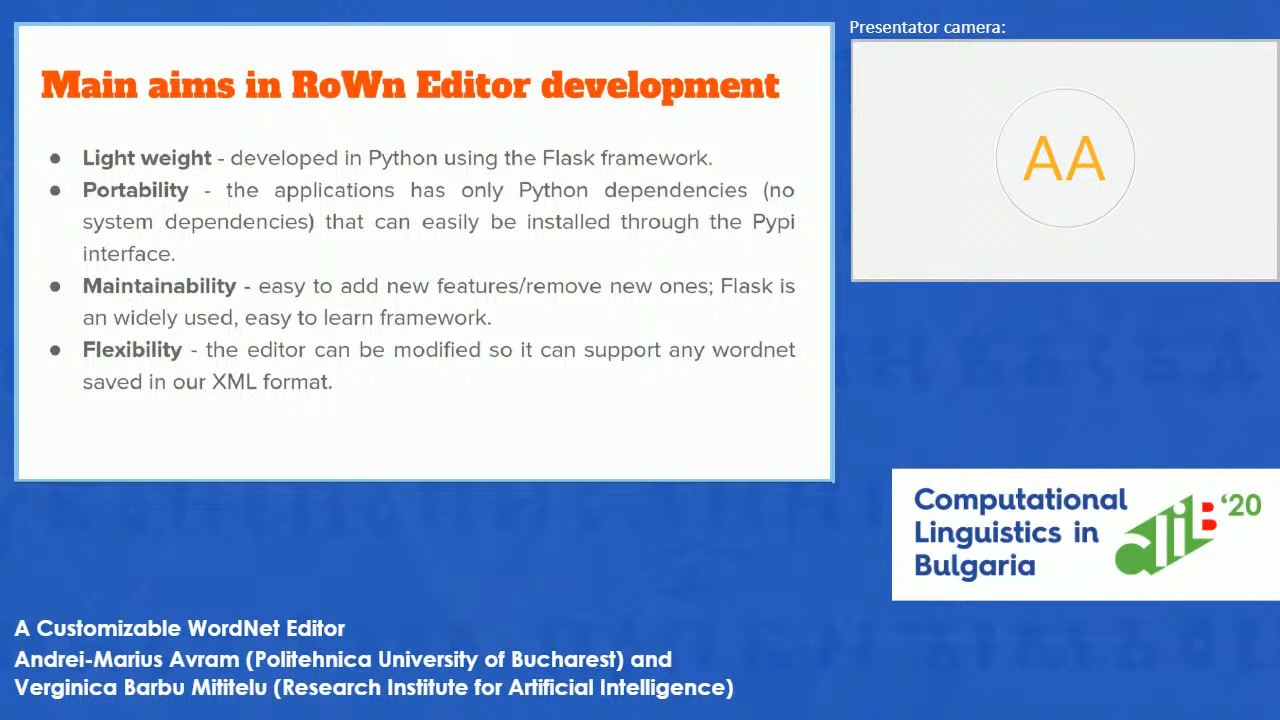 Main aims in RoWn Editor development
● Light weight - developed in Python using the Flask framework.
● Portability - the applications has only Python dependencies (no
system dependencies) that can easily be installed through the Pypi
interface.
● Maintainability - easy to add new features/remove new ones; Flask is
an widely used, easy to learn framework.
● Flexibility - the editor can be modified so it can support any wordnet
saved in our XML format.
Presentator camera:
AA
Computational
Linguistics in
Bulgaria
cliB '20
A Customizable WordNet Editor
Andrei-Marius Avram (Politehnica University of Bucharest) and
Verginica Barbu Mititelu (Research Institute for Artificial Intelligence)